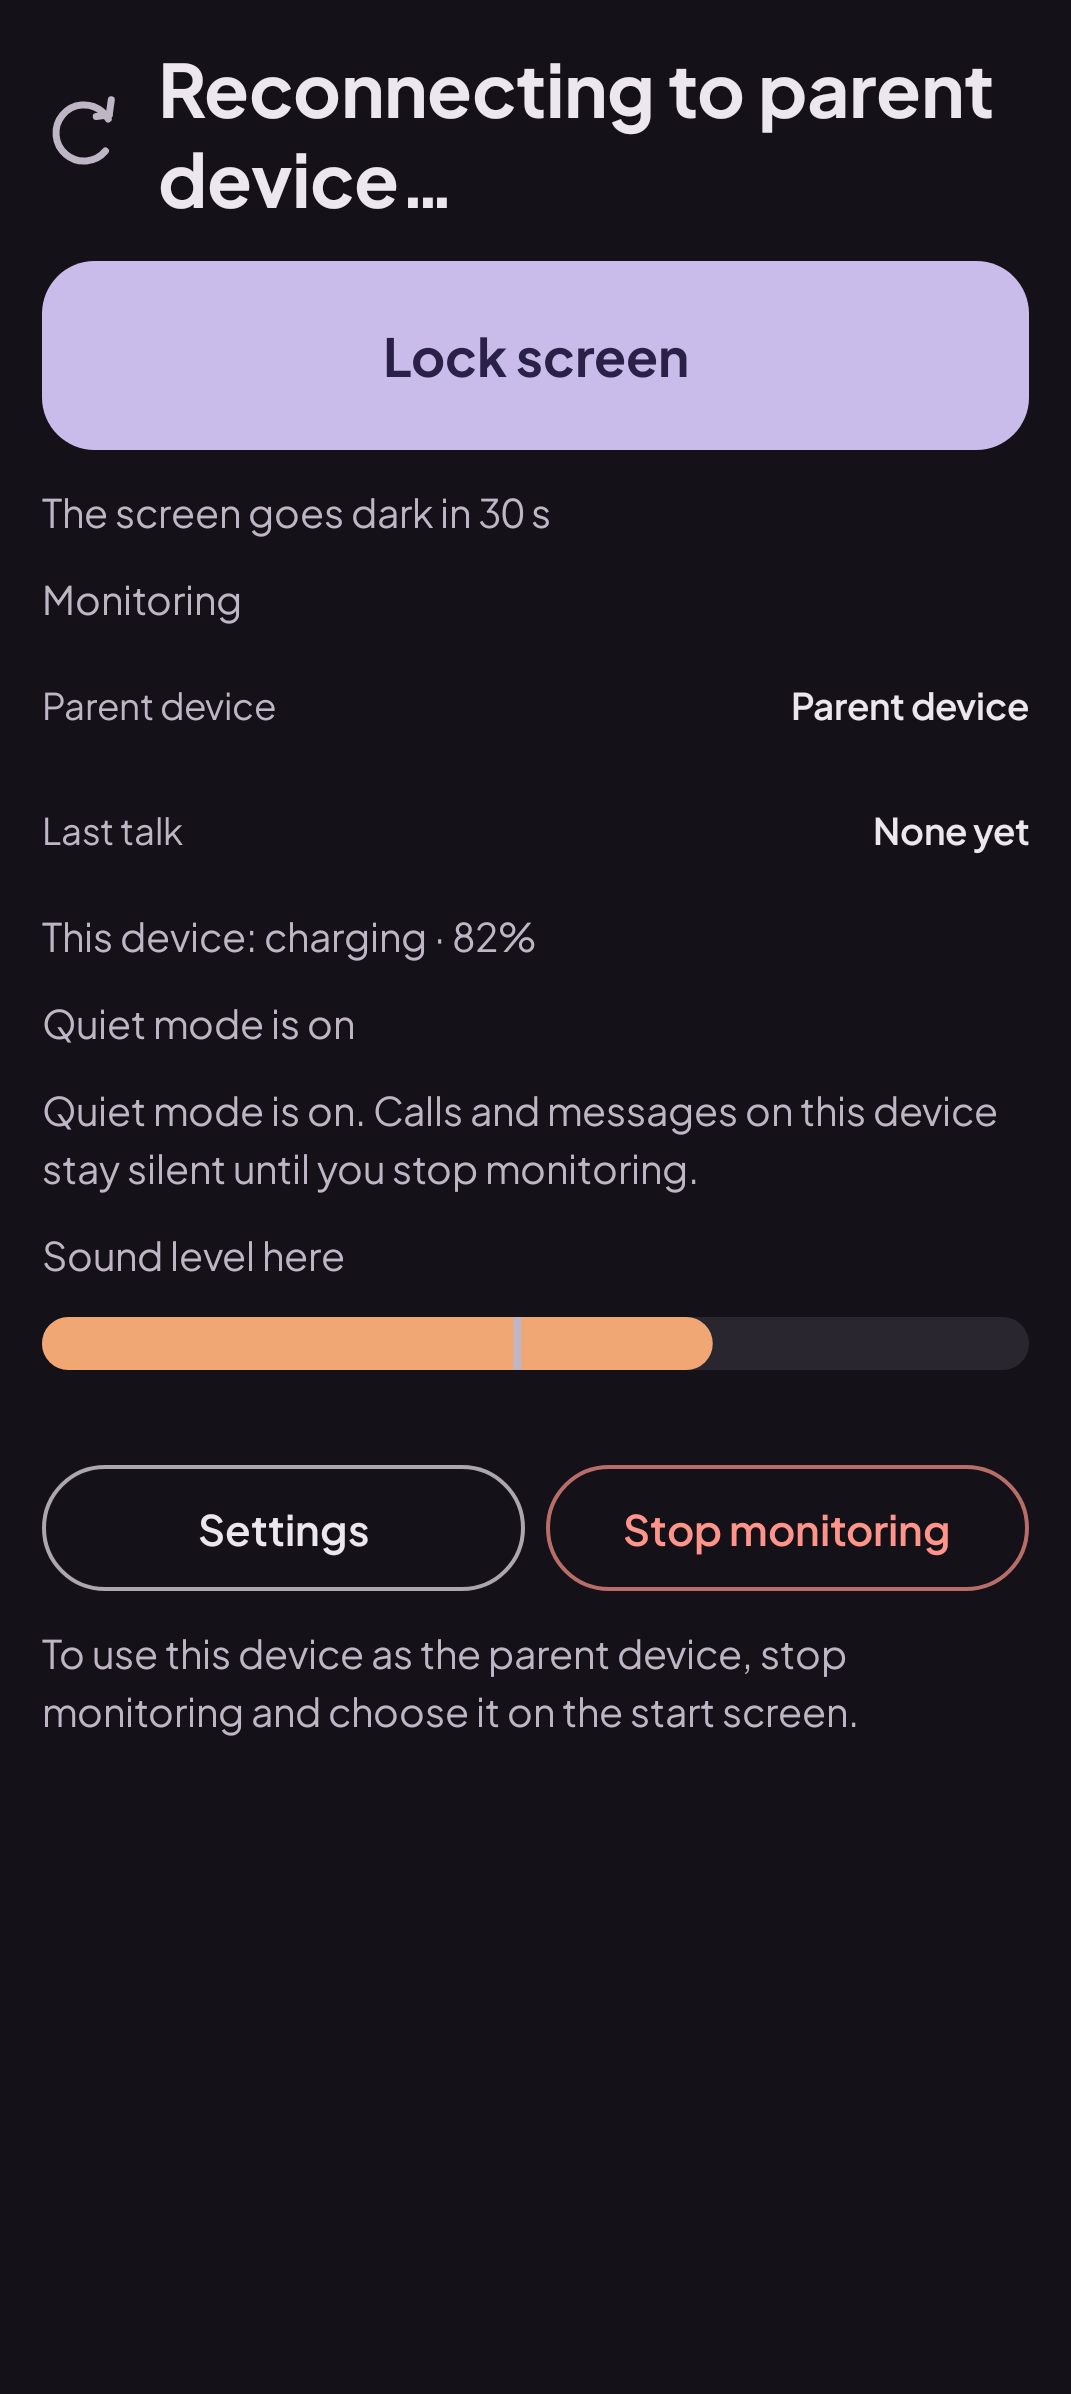 Reconnecting to parent
device…
Lock screen
The screen goes dark in 30 s
Monitoring
Parent device Parent device
Last talk None yet
This device: charging · 82%
Quiet mode is on
Quiet mode is on. Calls and messages on this device
stay silent until you stop monitoring.
Sound level here
Settings Stop monitoring
To use this device as the parent device, stop
monitoring and choose it on the start screen.